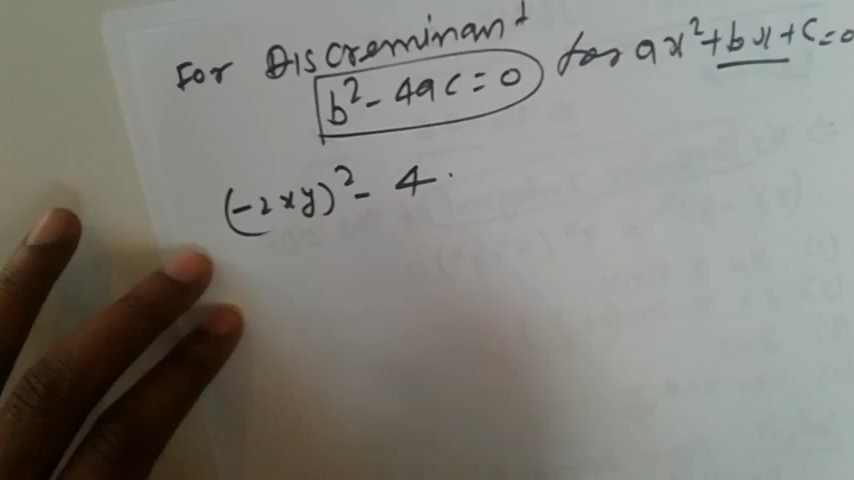 For Discreminant
b² - 4ac = 0 for ax² + bx + c = 0
(-2xy)² - 4.